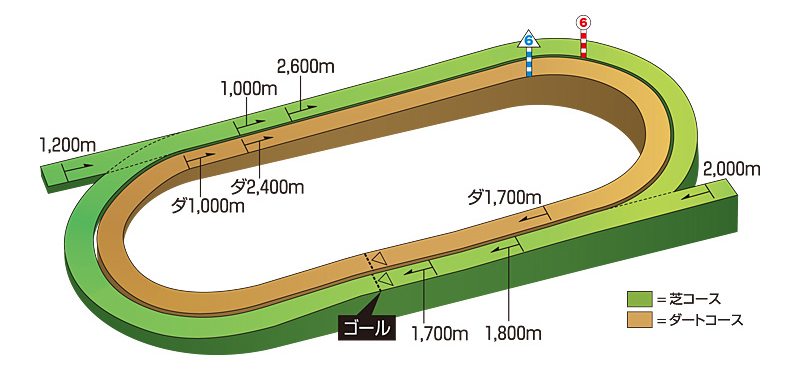 6
6
2,600m
1,000m
1,200m
ダ2,400m
ダ1,000m
2,000m
ダ1,700m
ゴール
1,700m
1,800m
=芝コース
=ダートコース